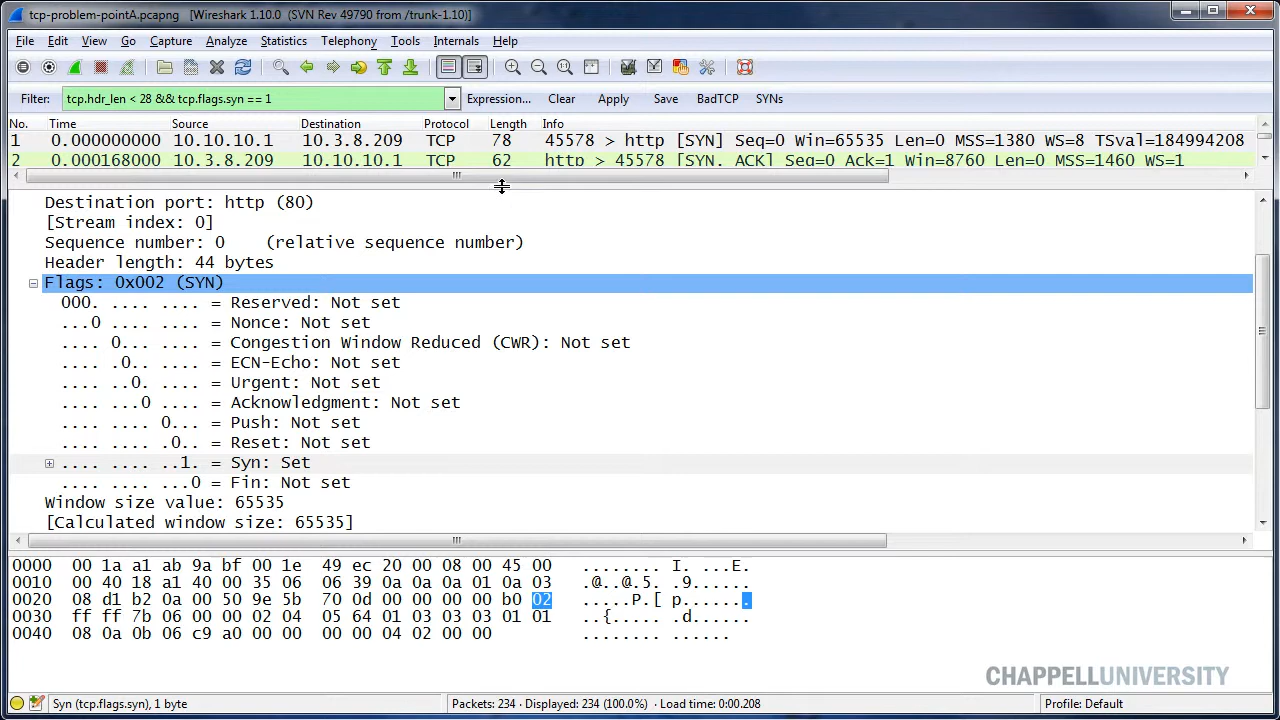 tcp-problem-pointA.pcapng [Wireshark 1.10.0 (SVN Rev 49790 from /trunk-1.10)]
File Edit View Go Capture Analyze Statistics Telephony Tools Internals Help
Filter: tcp.hdr_len < 28 && tcp.flags.syn == 1 Expression... Clear Apply Save BadTCP SYNs
No. Time Source Destination Protocol Length Info
1 0.000000000 10.10.10.1 10.3.8.209 TCP 78 45578 > http [SYN] Seq=0 Win=65535 Len=0 MSS=1380 WS=8 TSval=184994208
2 0.000168000 10.3.8.209 10.10.10.1 TCP 62 http > 45578 [SYN, ACK] Seq=0 Ack=1 Win=8760 Len=0 MSS=1460 WS=1
Destination port: http (80)
[Stream index: 0]
Sequence number: 0 (relative sequence number)
Header length: 44 bytes
Flags: 0x002 (SYN)
000. .... .... = Reserved: Not set
...0 .... .... = Nonce: Not set
.... 0... .... = Congestion Window Reduced (CWR): Not set
.... .0.. .... = ECN-Echo: Not set
.... ..0. .... = Urgent: Not set
.... ...0 .... = Acknowledgment: Not set
.... .... 0... = Push: Not set
.... .... .0.. = Reset: Not set
.... .... ..1. = Syn: Set
.... .... ...0 = Fin: Not set
Window size value: 65535
[Calculated window size: 65535]
0000 00 1a a1 ab 9a bf 00 1e 49 ec 20 00 08 00 45 00 ........ I. ...E.
0010 00 40 18 a1 40 00 35 06 06 39 0a 0a 0a 01 0a 03 .@..@.5. .9......
0020 08 d1 b2 0a 00 50 9e 5b 70 0d 00 00 00 00 b0 02 .....P.[ p.......
0030 ff ff 7b 06 00 00 02 04 05 64 01 03 03 03 01 01 ..{..... .d......
0040 08 0a 0b 06 c9 a0 00 00 00 00 04 02 00 00 ........ ......
CHAPPELLUNIVERSITY
Syn (tcp.flags.syn), 1 byte Packets: 234 · Displayed: 234 (100.0%) · Load time: 0:00.208 Profile: Default